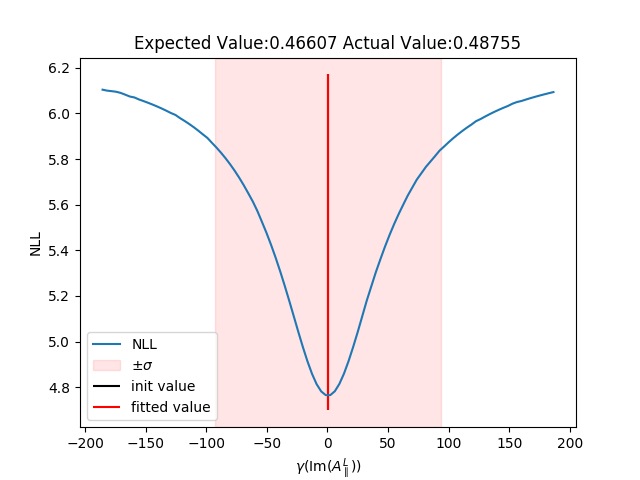 Expected Value:0.46607 Actual Value:0.48755
6.2
6.0
5.8
5.6
5.4
5.2
5.0
4.8
NLL
NLL
±σ
init value
fitted value
−200 −150 −100 −50 0 50 100 150 200
γ(Im(A^L_∥))